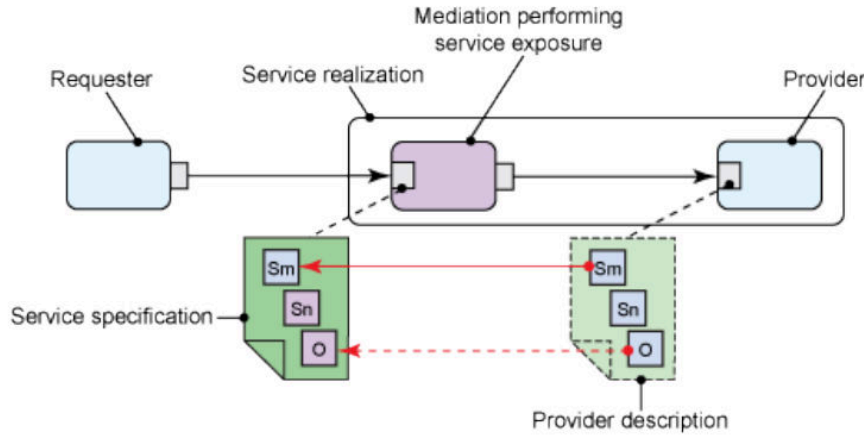 Mediation performing
service exposure
Requester
Service realization
Provider
Sm
Sn
O
Service specification
Sm
Sn
O
Provider description